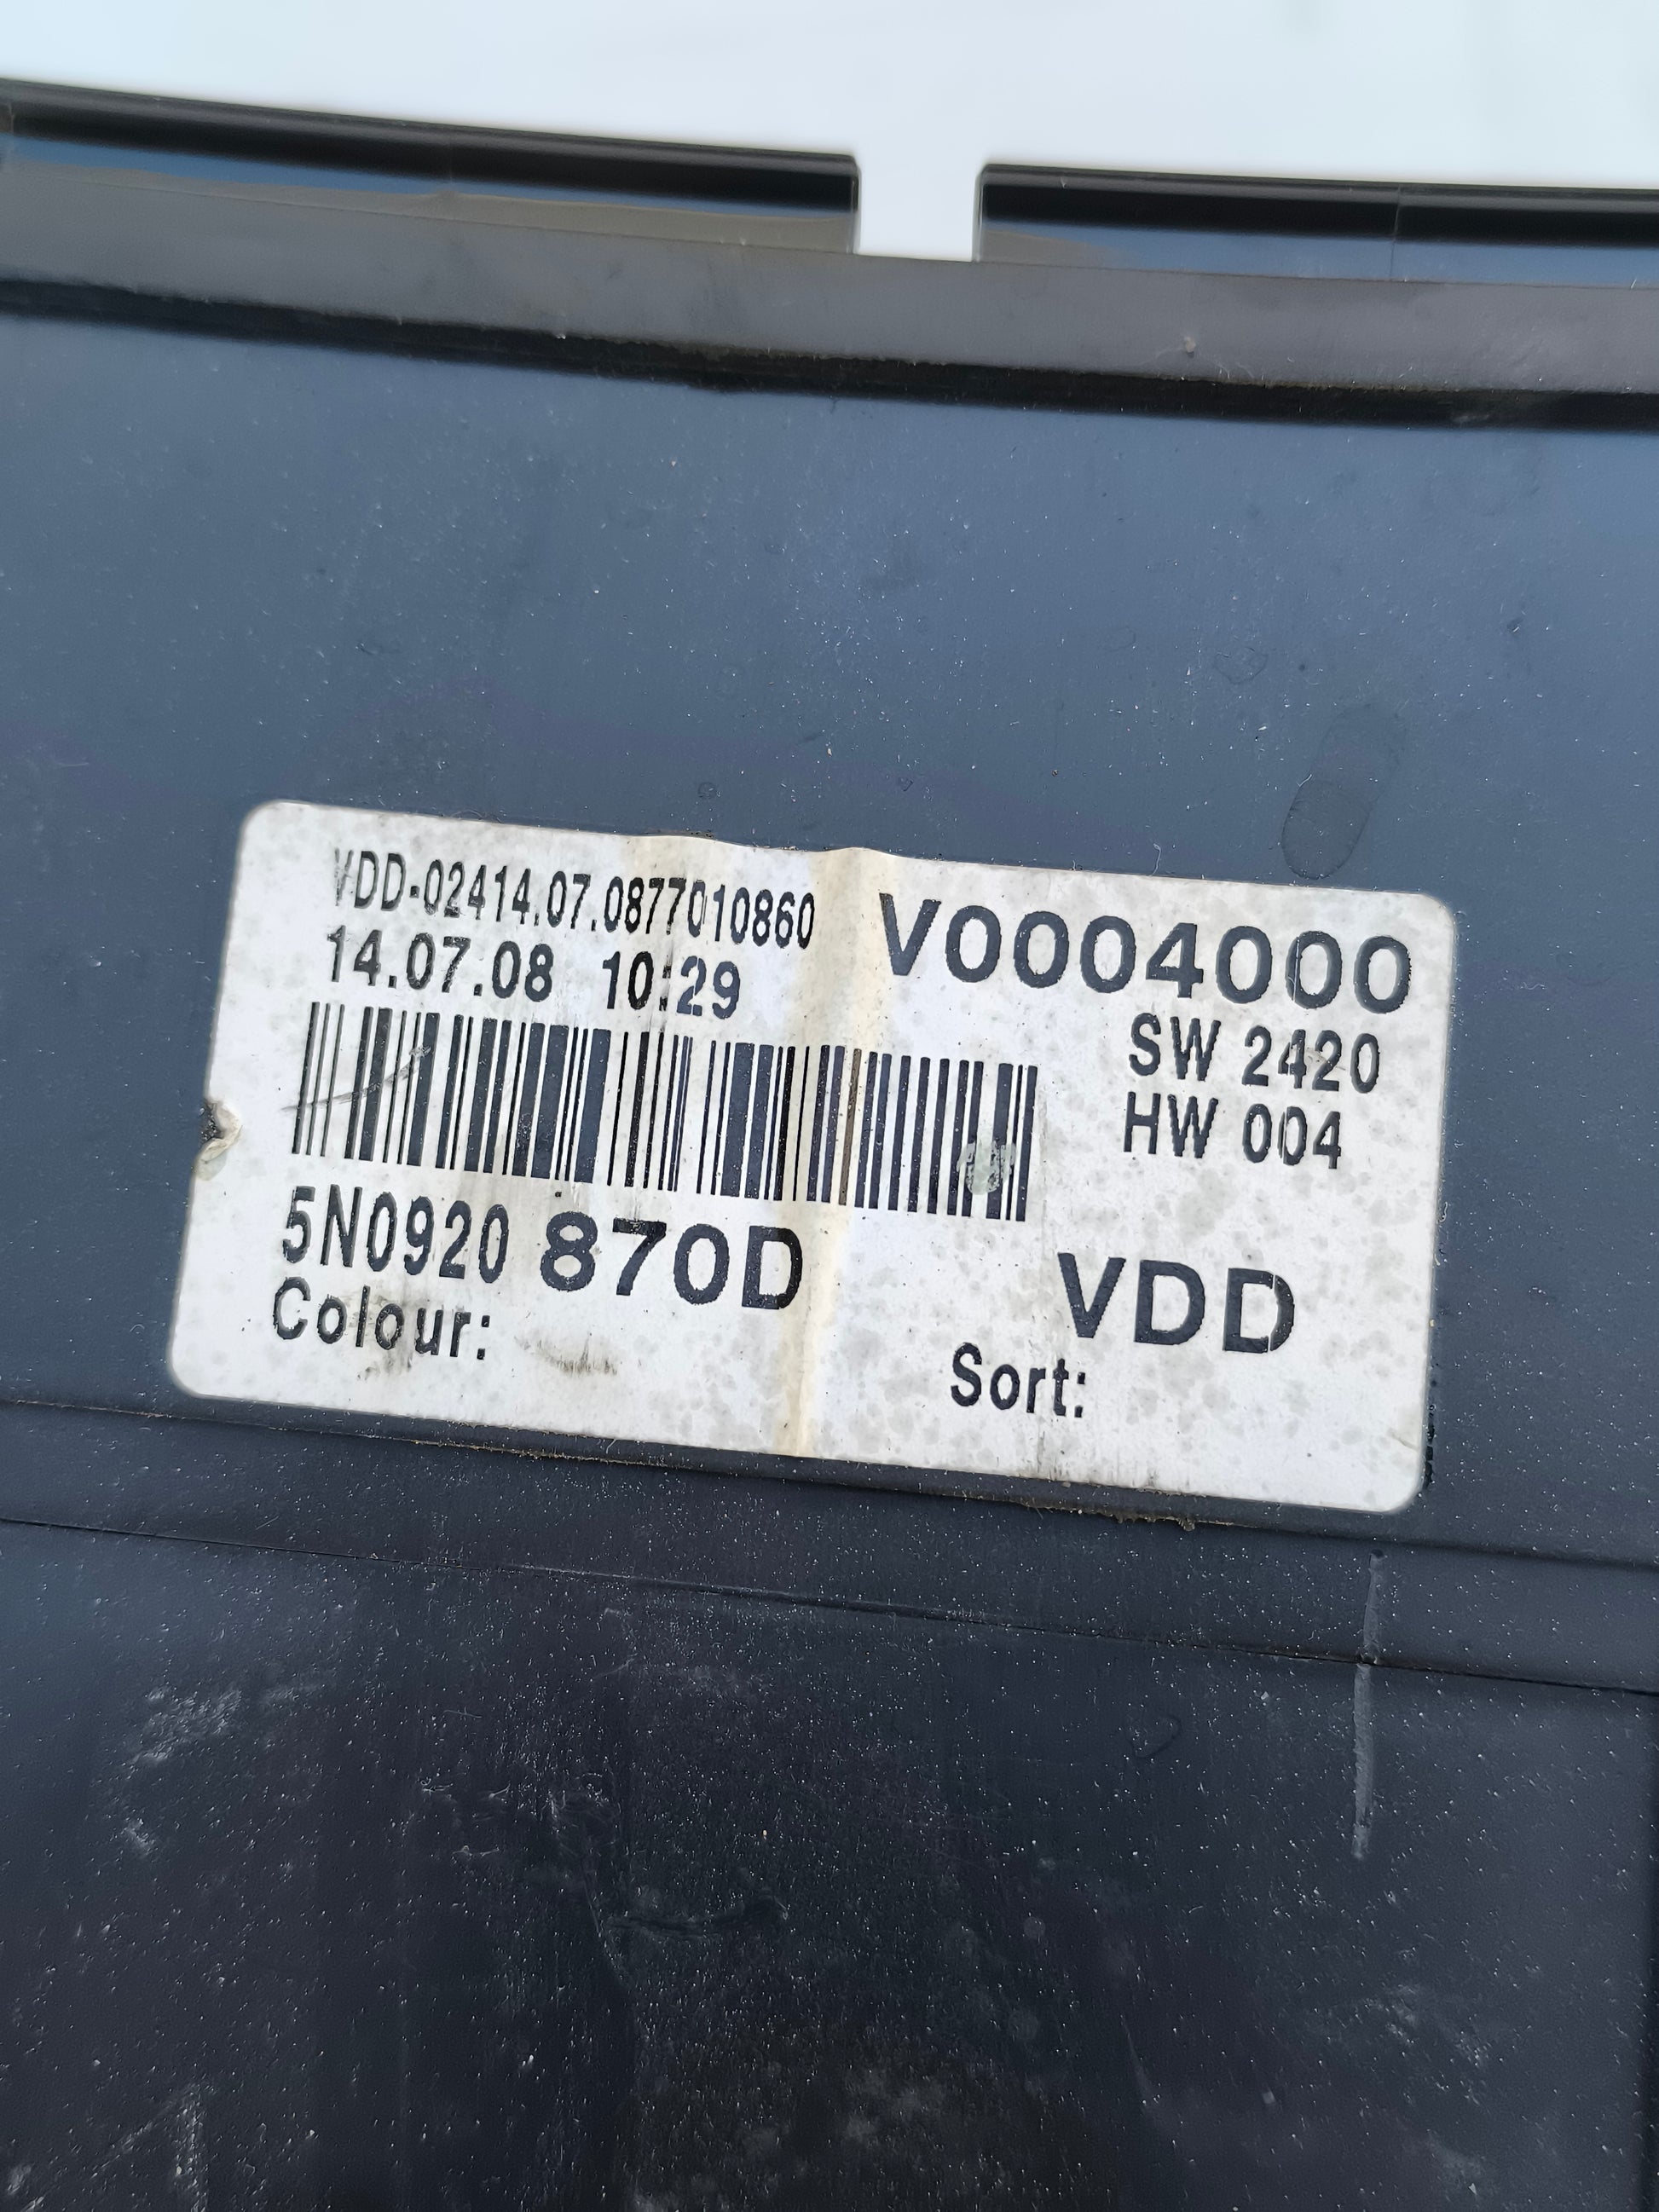 VDD-02414.07.0877010860
14.07.08 10:29
V0004000
SW 2420
HW 004
5N0920 870D
VDD
Colour:
Sort: